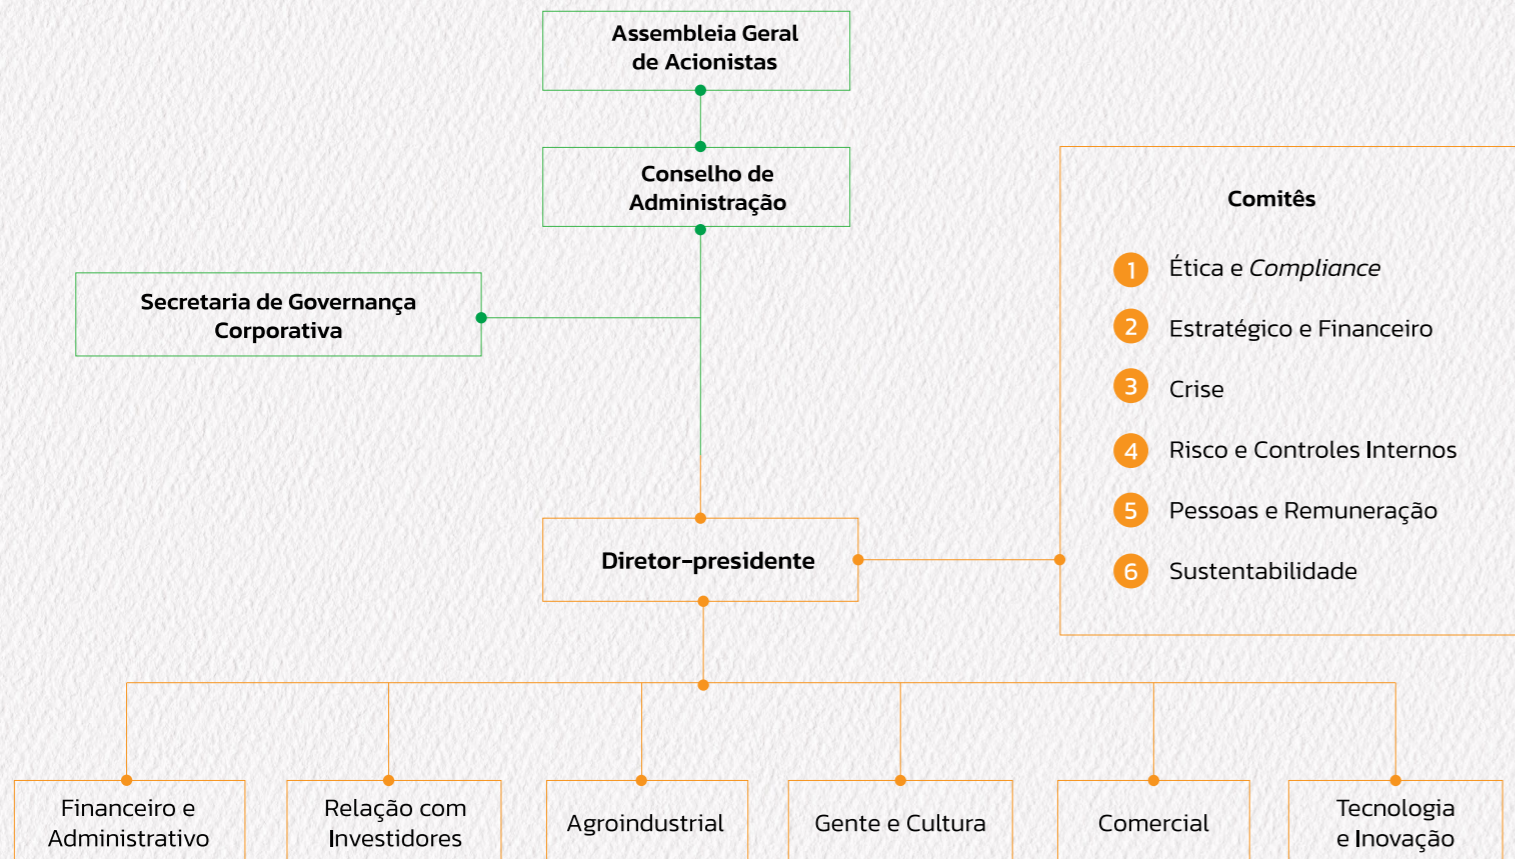 Assembleia Geral
de Acionistas
Conselho de
Administração
Secretaria de Governança
Corporativa
Comitês
1 Ética e Compliance
2 Estratégico e Financeiro
3 Crise
4 Risco e Controles Internos
5 Pessoas e Remuneração
6 Sustentabilidade
Diretor-presidente
Financeiro e
Administrativo
Relação com
Investidores
Agroindustrial
Gente e Cultura
Comercial
Tecnologia
e Inovação